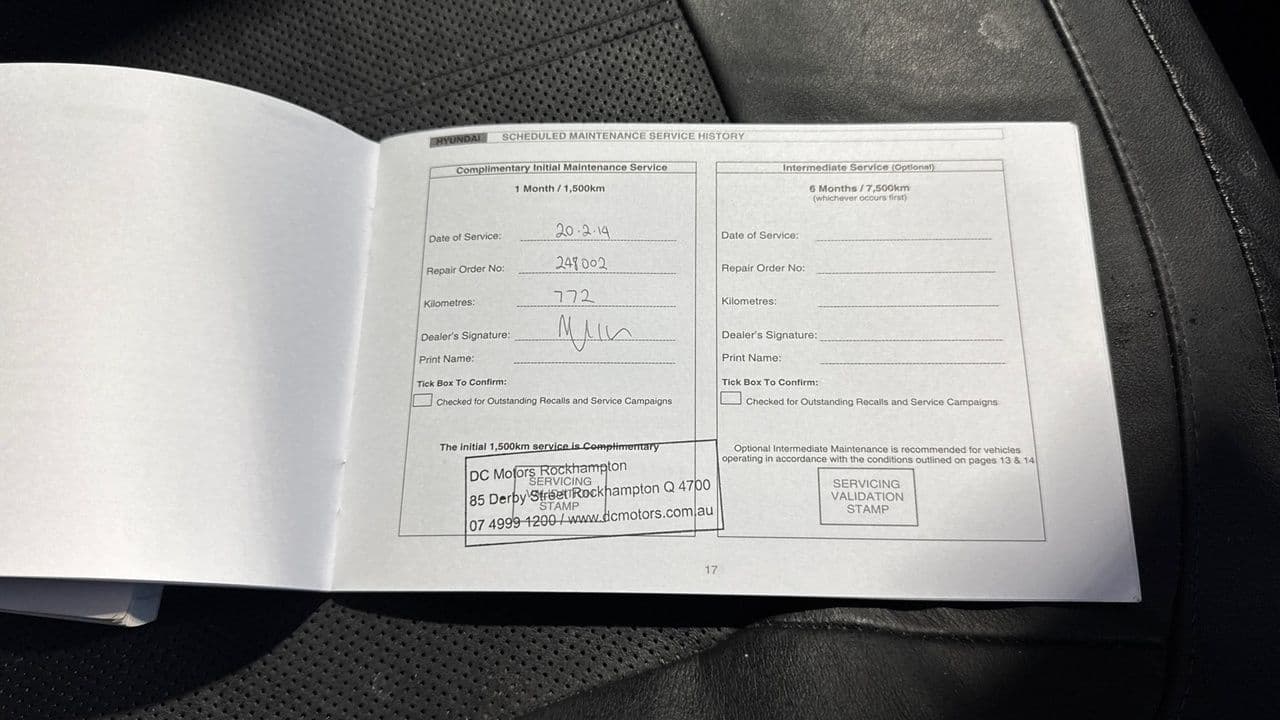 HYUNDAI SCHEDULED MAINTENANCE SERVICE HISTORY
Complimentary Initial Maintenance Service
1 Month / 1,500km
Date of Service: 20.2.14
Repair Order No: 248002
Kilometres: 772
Dealer's Signature:
Print Name:
Tick Box To Confirm:
Checked for Outstanding Recalls and Service Campaigns
The initial 1,500km service is Complimentary
SERVICING
STAMP
DC Motors Rockhampton
85 Derby Street Rockhampton Q 4700
07 4999 1200 / www.dcmotors.com.au
Intermediate Service (Optional)
6 Months / 7,500km
(whichever occurs first)
Date of Service:
Repair Order No:
Kilometres:
Dealer's Signature:
Print Name:
Tick Box To Confirm:
Checked for Outstanding Recalls and Service Campaigns
Optional Intermediate Maintenance is recommended for vehicles
operating in accordance with the conditions outlined on pages 13 & 14
SERVICING
VALIDATION
STAMP
17